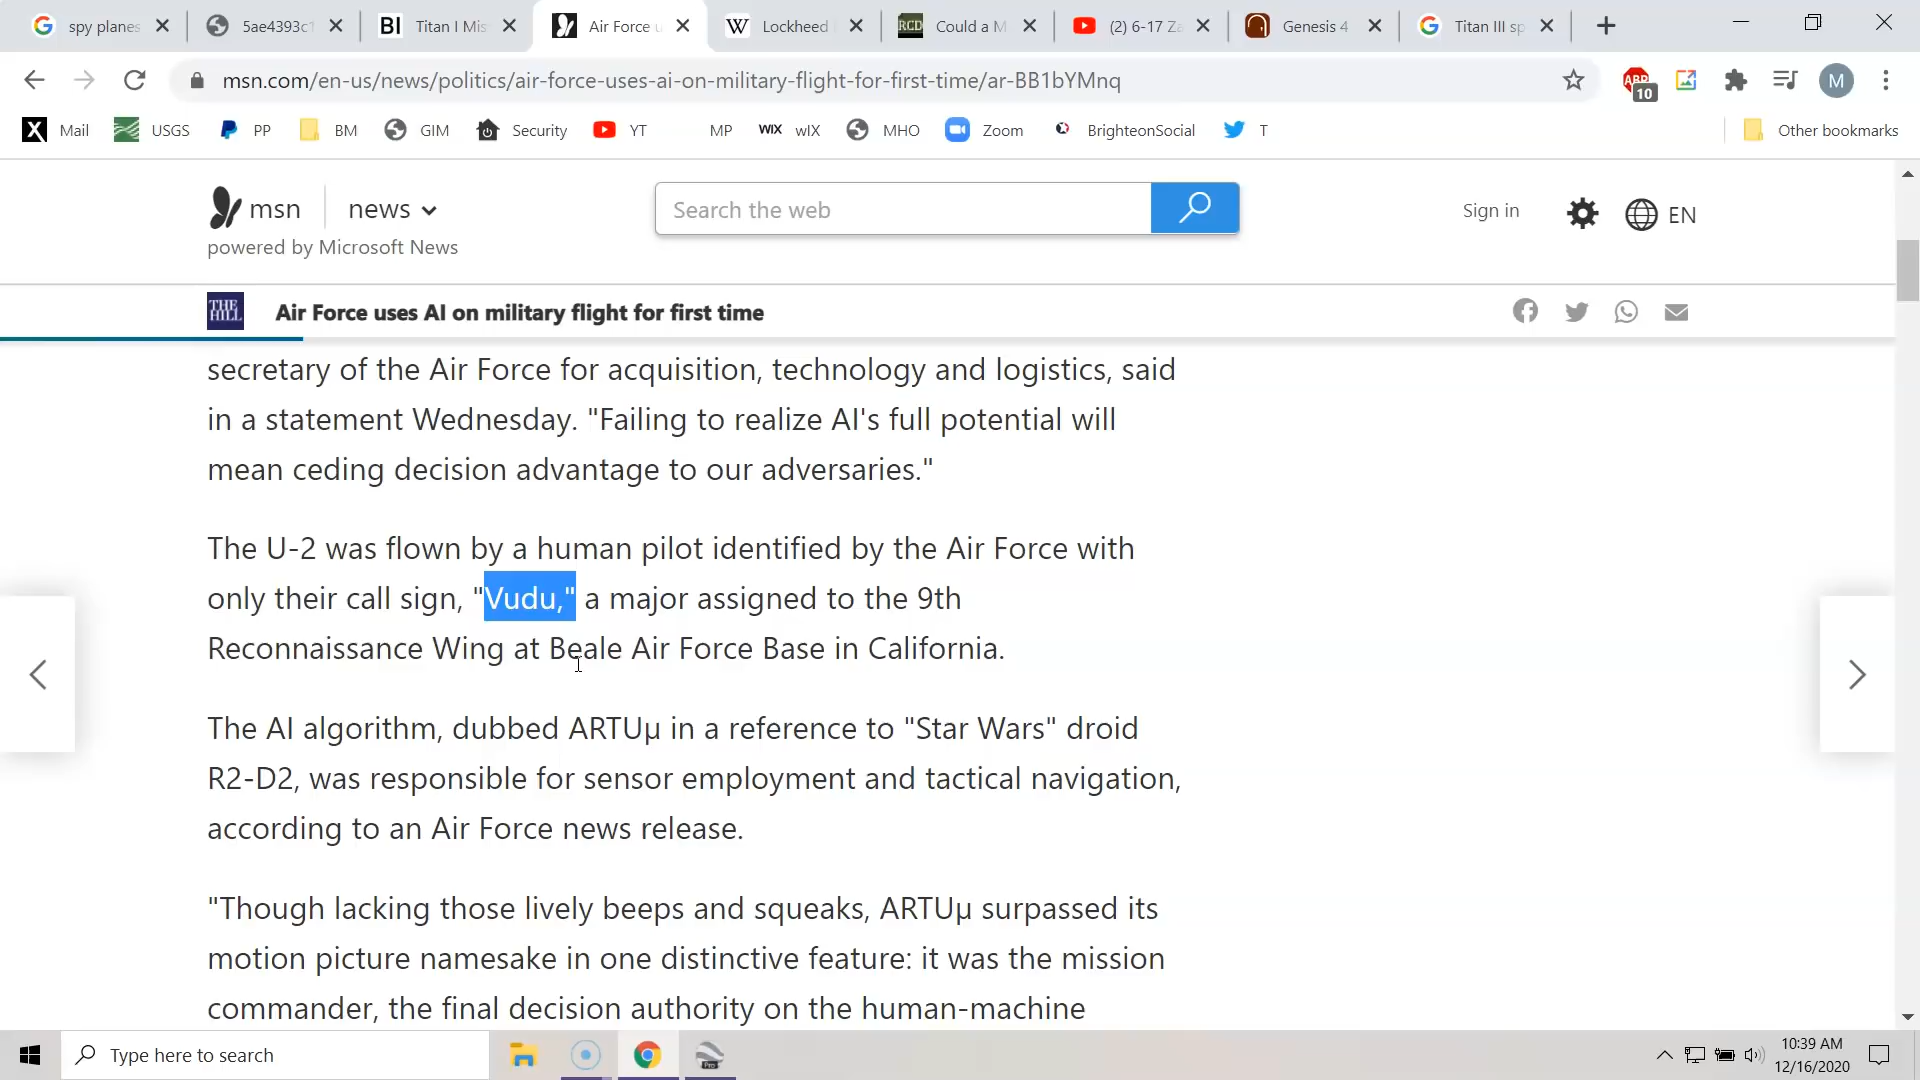 spy planes
5ae4393c1
BI
Titan I Mis
Air Force u
W
Lockheed
RCD
Could a M
(2) 6-17 Za
Genesis 4
Titan III sp
msn.com/en-us/news/politics/air-force-uses-ai-on-military-flight-for-first-time/ar-BB1bYMnq
ABP
10
M
X
Mail
USGS
PP
BM
GIM
Security
YT
MP
WIX
wIX
MHO
Zoom
BrighteonSocial
T
Other bookmarks
msn
news
powered by Microsoft News
Search the web
Sign in
EN
THE HILL
Air Force uses AI on military flight for first time
secretary of the Air Force for acquisition, technology and logistics, said
in a statement Wednesday. "Failing to realize AI's full potential will
mean ceding decision advantage to our adversaries."
The U-2 was flown by a human pilot identified by the Air Force with
only their call sign, "Vudu," a major assigned to the 9th
Reconnaissance Wing at Beale Air Force Base in California.
The AI algorithm, dubbed ARTUμ in a reference to "Star Wars" droid
R2-D2, was responsible for sensor employment and tactical navigation,
according to an Air Force news release.
"Though lacking those lively beeps and squeaks, ARTUμ surpassed its
motion picture namesake in one distinctive feature: it was the mission
commander, the final decision authority on the human-machine
Type here to search
Pro
10:39 AM
12/16/2020